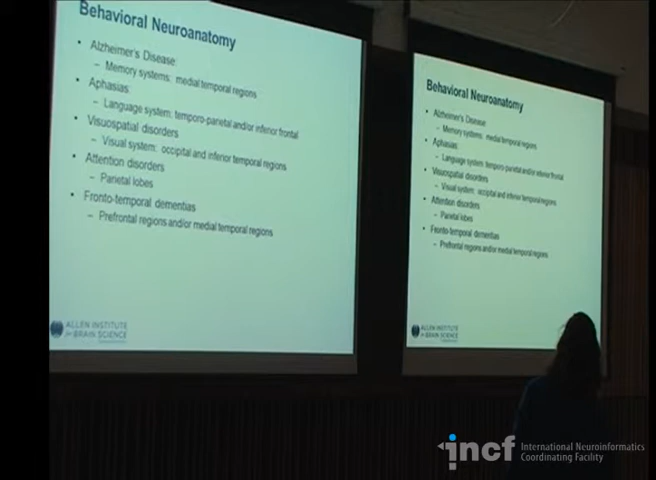 Behavioral Neuroanatomy
• Alzheimer's Disease:
– Memory systems: medial temporal regions
• Aphasias:
– Language system: temporo-parietal and/or inferior frontal
• Visuospatial disorders
– Visual system: occipital and inferior temporal regions
• Attention disorders
– Parietal lobes
• Fronto-temporal dementias
– Prefrontal regions and/or medial temporal regions
ALLEN INSTITUTE
for BRAIN SCIENCE
Behavioral Neuroanatomy
• Alzheimer's Disease:
– Memory systems: medial temporal regions
• Aphasias:
– Language system: temporo-parietal and/or inferior frontal
• Visuospatial disorders
– Visual system: occipital and inferior temporal regions
• Attention disorders
– Parietal lobes
• Fronto-temporal dementias
– Prefrontal regions and/or medial temporal regions
ALLEN INSTITUTE
for BRAIN SCIENCE
incf International Neuroinformatics
Coordinating Facility